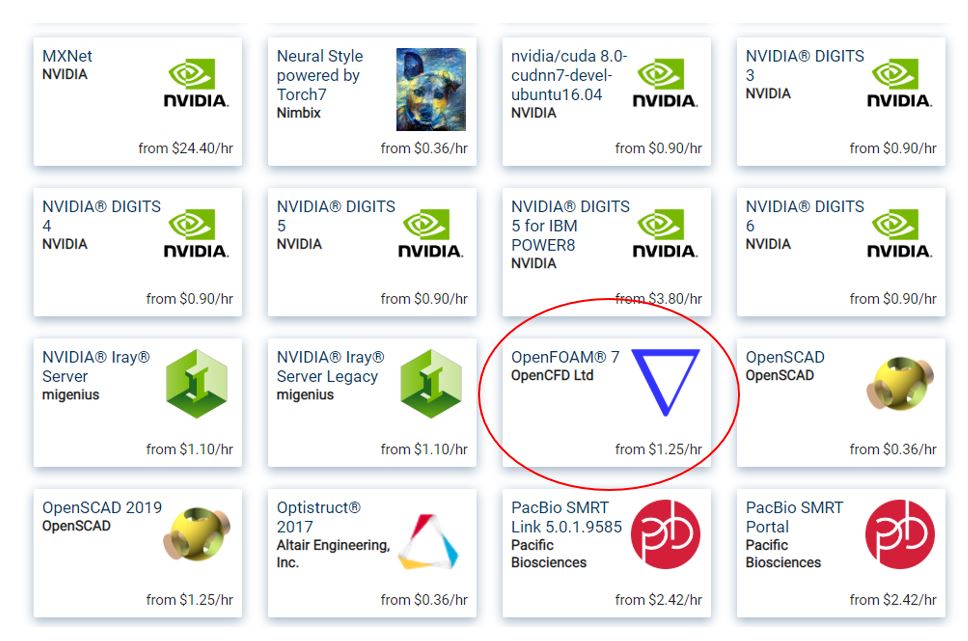 MXNet
NVIDIA
NVIDIA.
from $24.40/hr
Neural Style
powered by
Torch7
Nimbix
from $0.36/hr
nvidia/cuda 8.0-
cudnn7-devel-
ubuntu16.04
NVIDIA
NVIDIA.
from $0.90/hr
NVIDIA® DIGITS
3
NVIDIA
NVIDIA.
from $0.90/hr
NVIDIA® DIGITS
4
NVIDIA
NVIDIA.
from $0.90/hr
NVIDIA® DIGITS
5
NVIDIA
NVIDIA.
from $0.90/hr
NVIDIA® DIGITS
5 for IBM
POWER8
NVIDIA
NVIDIA.
from $3.80/hr
NVIDIA® DIGITS
6
NVIDIA
NVIDIA.
from $0.90/hr
NVIDIA® Iray®
Server
migenius
I
from $1.10/hr
NVIDIA® Iray®
Server Legacy
migenius
I
from $1.10/hr
OpenFOAM® 7
OpenCFD Ltd
from $1.25/hr
OpenSCAD
OpenSCAD
from $0.36/hr
OpenSCAD 2019
OpenSCAD
from $1.25/hr
Optistruct®
2017
Altair Engineering,
Inc.
from $0.36/hr
PacBio SMRT
Link 5.0.1.9585
Pacific
Biosciences
pb
from $2.42/hr
PacBio SMRT
Portal
Pacific
Biosciences
pb
from $2.42/hr